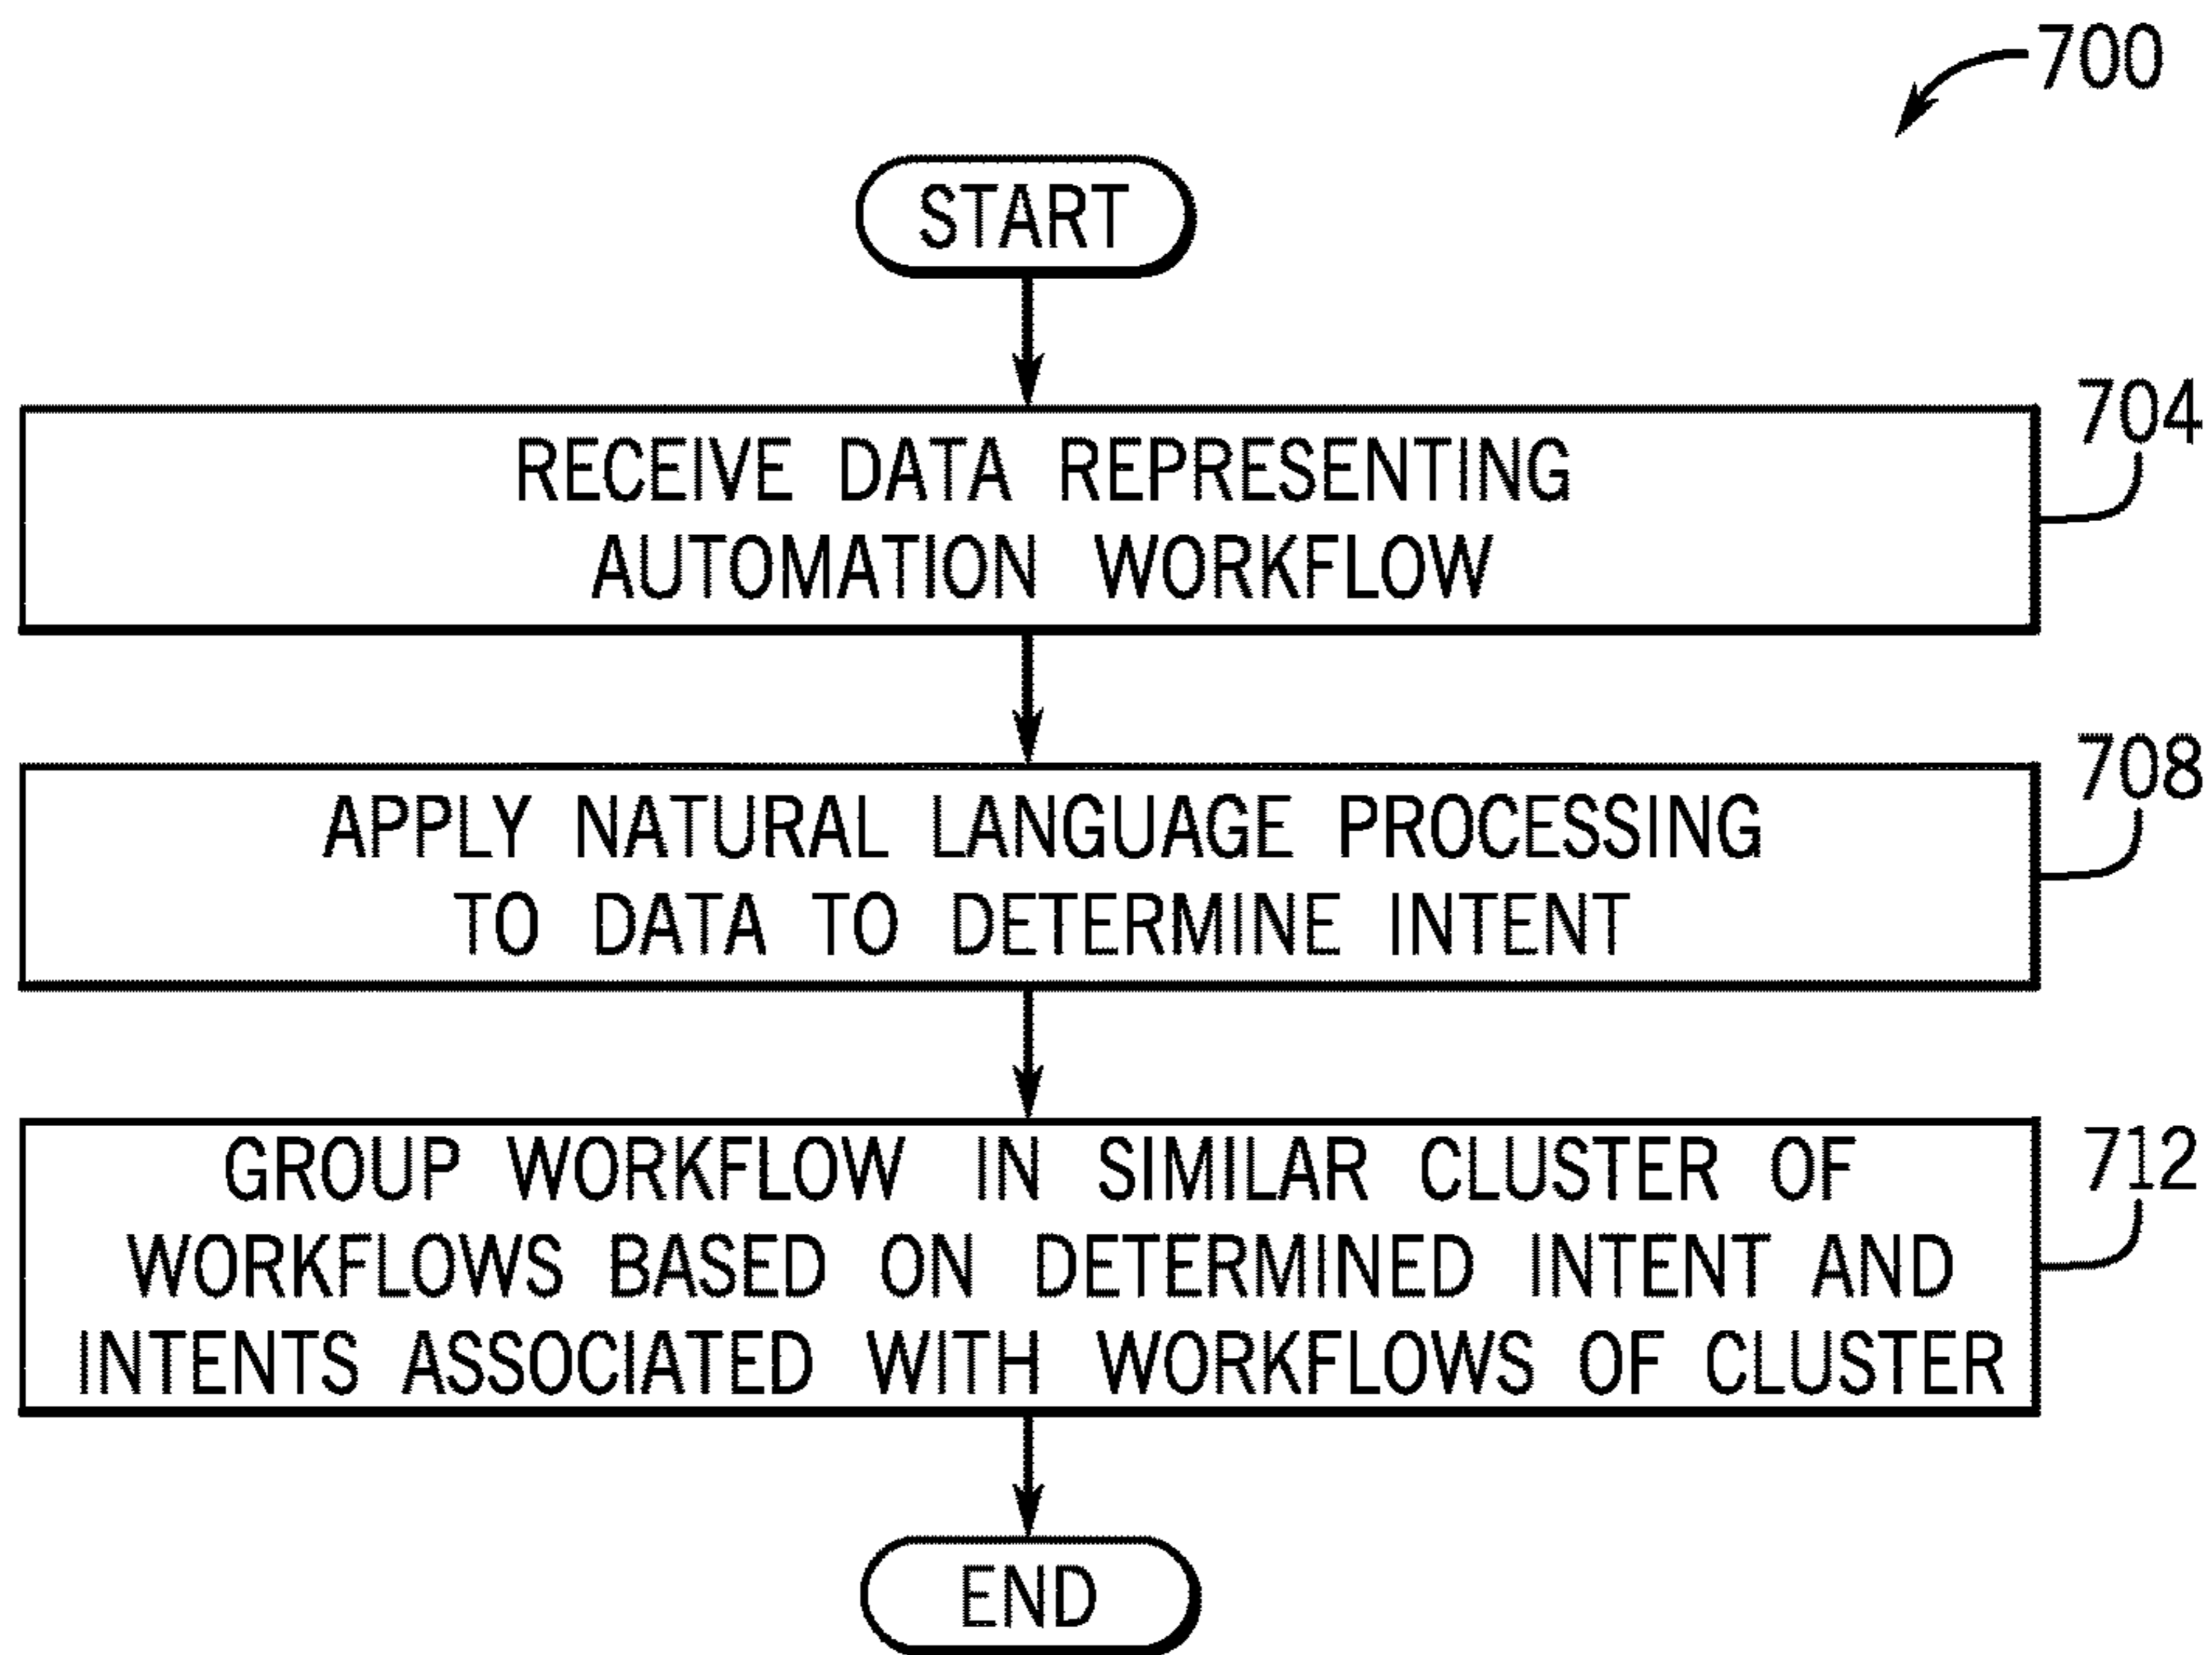 700
START
704
RECEIVE DATA REPRESENTING
AUTOMATION WORKFLOW
708
APPLY NATURAL LANGUAGE PROCESSING
TO DATA TO DETERMINE INTENT
712
GROUP WORKFLOW IN SIMILAR CLUSTER OF
WORKFLOWS BASED ON DETERMINED INTENT AND
INTENTS ASSOCIATED WITH WORKFLOWS OF CLUSTER
END